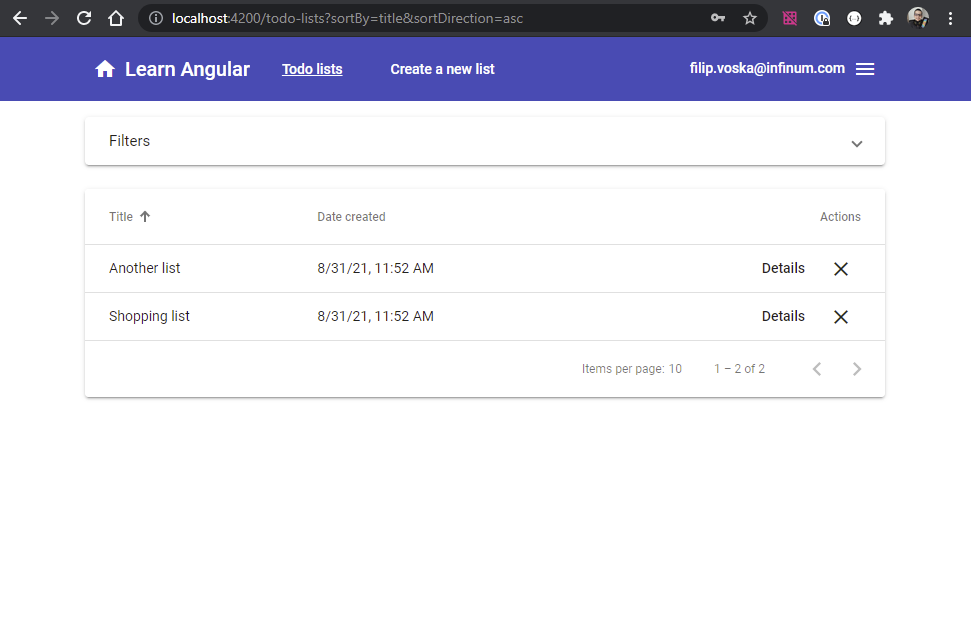 localhost:4200/todo-lists?sortBy=title&sortDirection=asc
Learn Angular Todo lists Create a new list filip.voska@infinum.com
Filters
Title Date created Actions
Another list 8/31/21, 11:52 AM Details
Shopping list 8/31/21, 11:52 AM Details
Items per page: 10 1 – 2 of 2